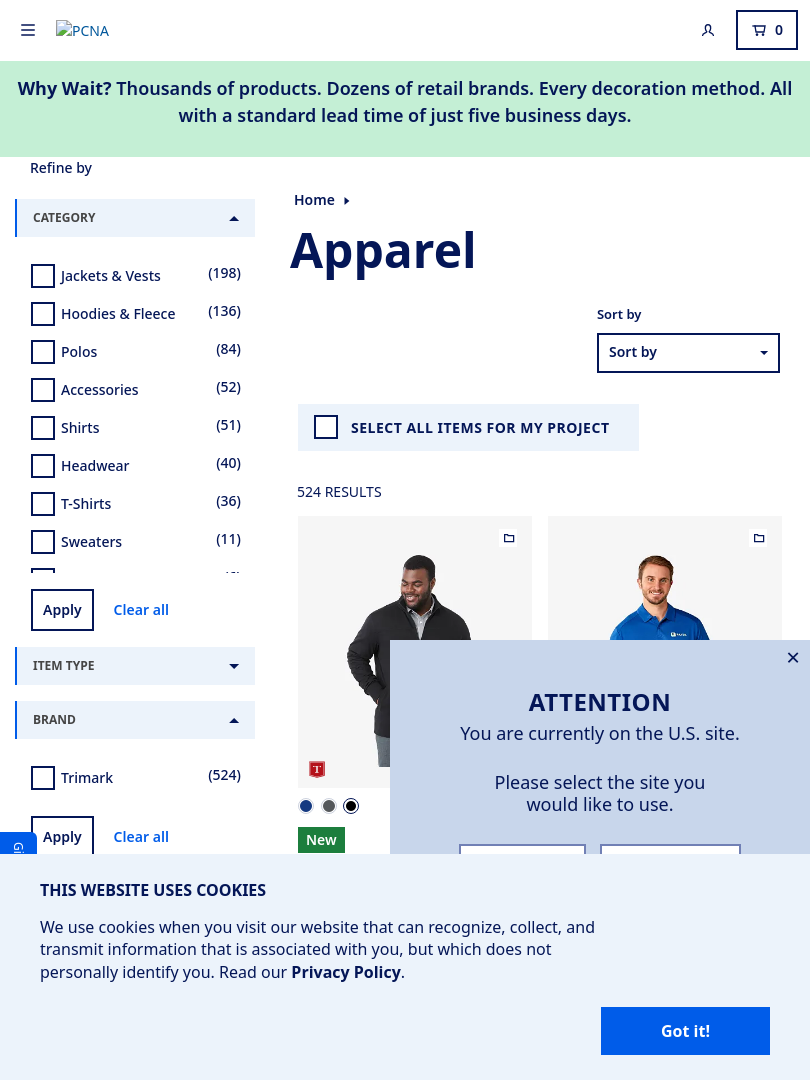 PCNA
0
Why Wait? Thousands of products. Dozens of retail brands. Every decoration method. All
with a standard lead time of just five business days.
Refine by
CATEGORY
Jackets & Vests (198)
Hoodies & Fleece (136)
Polos (84)
Accessories (52)
Shirts (51)
Headwear (40)
T-Shirts (36)
Sweaters (11)
Apply Clear all
ITEM TYPE
BRAND
Trimark (524)
Apply Clear all
Home
Apparel
Sort by
Sort by
SELECT ALL ITEMS FOR MY PROJECT
524 RESULTS
T
New
ATTENTION
You are currently on the U.S. site.
Please select the site you
would like to use.
THIS WEBSITE USES COOKIES
We use cookies when you visit our website that can recognize, collect, and
transmit information that is associated with you, but which does not
personally identify you. Read our Privacy Policy.
Got it!